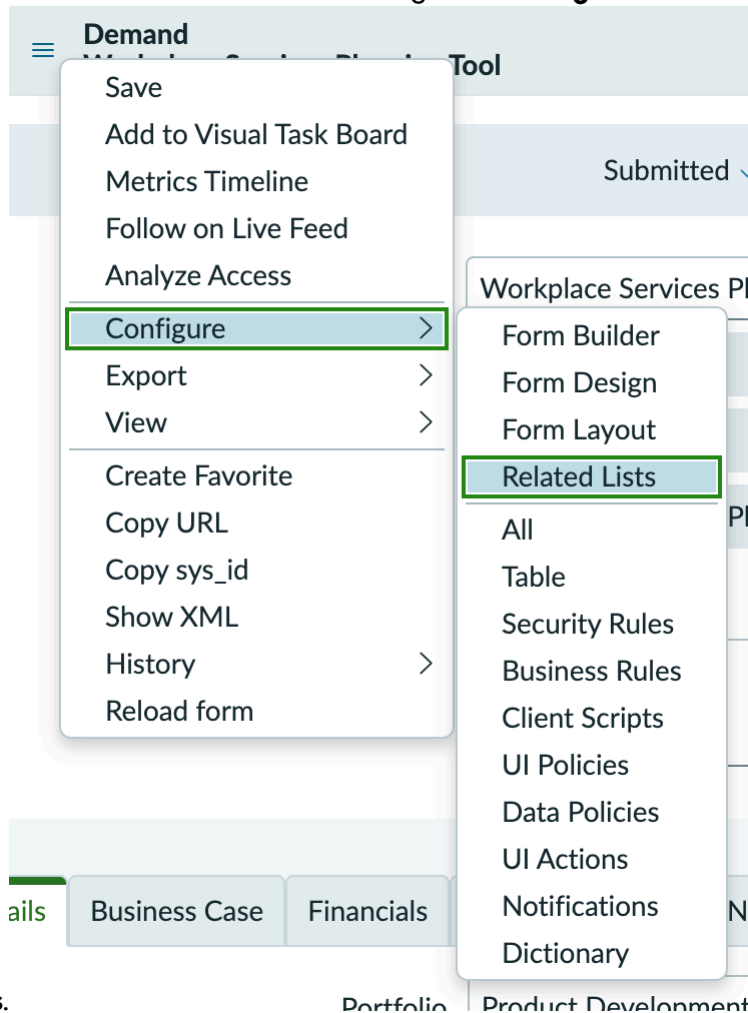 Demand
Tool
Save
Add to Visual Task Board
Metrics Timeline
Follow on Live Feed
Analyze Access
Configure
Export
View
Create Favorite
Copy URL
Copy sys_id
Show XML
History
Reload form
Submitted
Workplace Services Pl
Form Builder
Form Design
Form Layout
Related Lists
All
Table
Security Rules
Business Rules
Client Scripts
UI Policies
Data Policies
UI Actions
Notifications
Dictionary
Pl
ails
Business Case
Financials
N
s.
Portfolio
Product Development